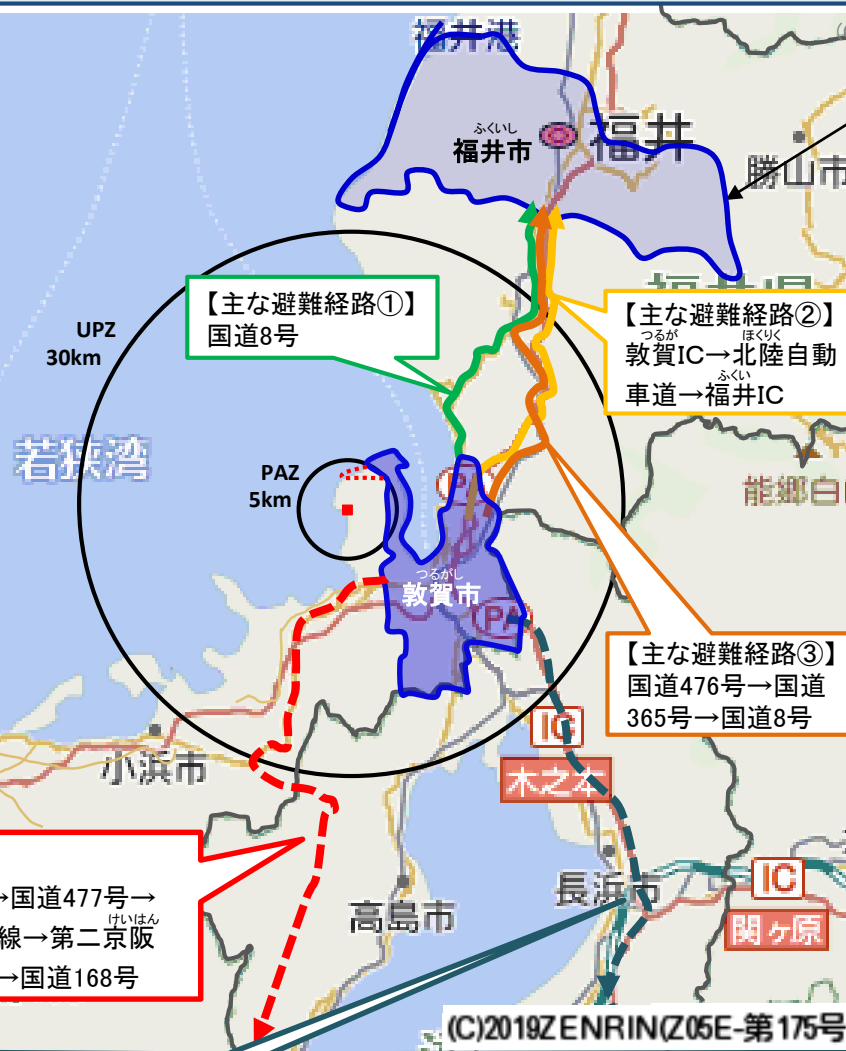 福井港
ふくいし
福井市
福井
勝山市
福井県
【主な避難経路①】
国道8号
【主な避難経路②】
つるが ほくりく
敦賀IC→北陸自動
ふくい
車道→福井IC
UPZ
30km
若狭湾
PAZ
5km
能郷白
つるがし
敦賀市
PA
【主な避難経路③】
国道476号→国道
365号→国道8号
IC
木之本
小浜市
→国道477号→
けいはん
線→第二京阪
→国道168号
高島市
長浜市
IC
関ヶ原
(C)2019ZENRIN(Z05E-第175号